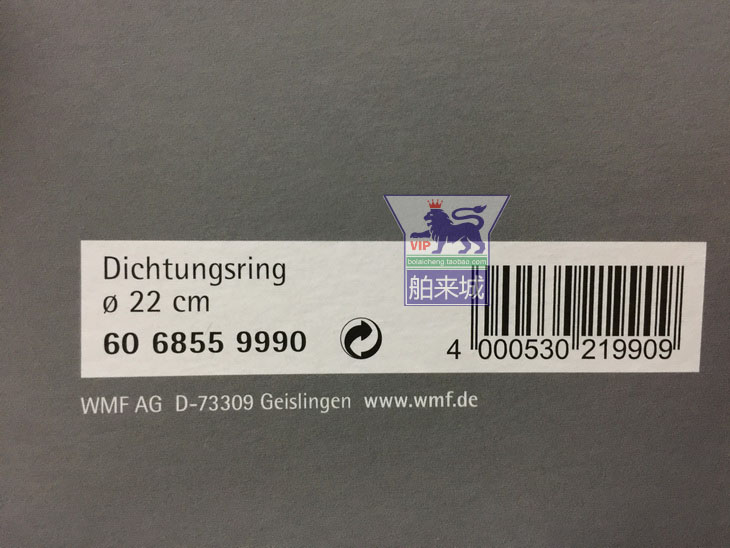 VIP
bolaicheng.taobao.com
舶来城
Dichtungsring
ø 22 cm
60 6855 9990
4 000530 219909
WMF AG D-73309 Geislingen www.wmf.de